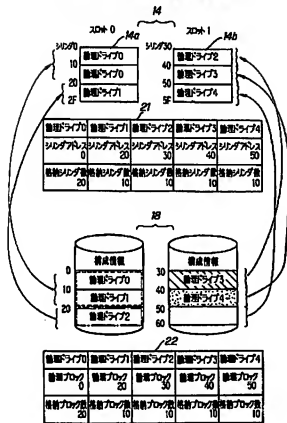 14
スロット0
スロット1
14a
14b
シリンダ0
10
20
2F
論理ドライブ0
論理ドライブ0
論理ドライブ1
シリンダ30
40
50
5F
論理ドライブ2
論理ドライブ3
論理ドライブ4
21
論理ドライブ0 論理ドライブ1 論理ドライブ2 論理ドライブ3 論理ドライブ4
シリンダアドレス シリンダアドレス シリンダアドレス シリンダアドレス シリンダアドレス
0 20 30 40 50
格納シリンダ数 格納シリンダ数 格納シリンダ数 格納シリンダ数 格納シリンダ数
20 10 10 10 10
18
構成情報
構成情報
0
10
20
論理ドライブ0
論理ドライブ1
論理ドライブ2
30
40
50
60
論理ドライブ3
論理ドライブ4
22
論理ドライブ0 論理ドライブ1 論理ドライブ2 論理ドライブ3 論理ドライブ4
論理ブロック 論理ブロック 論理ブロック 論理ブロック 論理ブロック
0 20 30 40 50
格納ブロック数 格納ブロック数 格納ブロック数 格納ブロック数 格納ブロック数
20 10 10 10 10